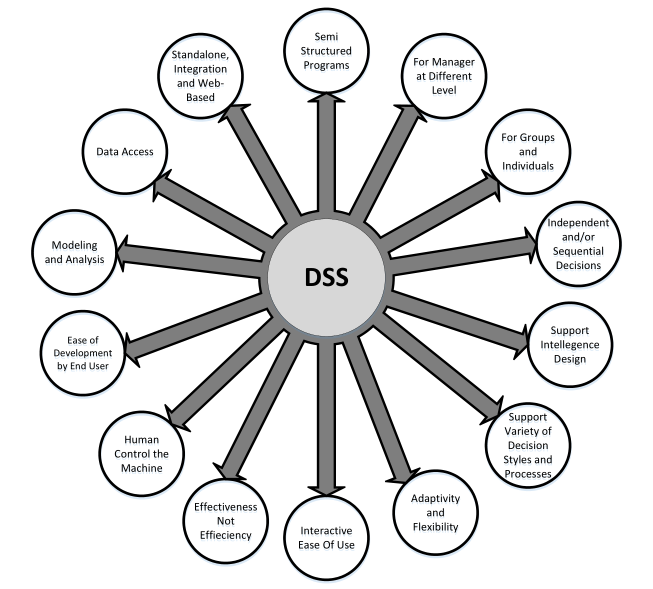 Semi
Structured
Programs
For Manager
at Different
Level
For Groups
and
Individuals
Independent
and/or
Sequential
Decisions
Support
Intellegence
Design
Support
Variety of
Decision
Styles and
Processes
Adaptivity
and
Flexibility
Interactive
Ease Of Use
Effectiveness
Not
Effieciency
Human
Control the
Machine
Ease of
Development
by End User
Modeling
and Analysis
Data Access
Standalone,
Integration
and Web-
Based
DSS